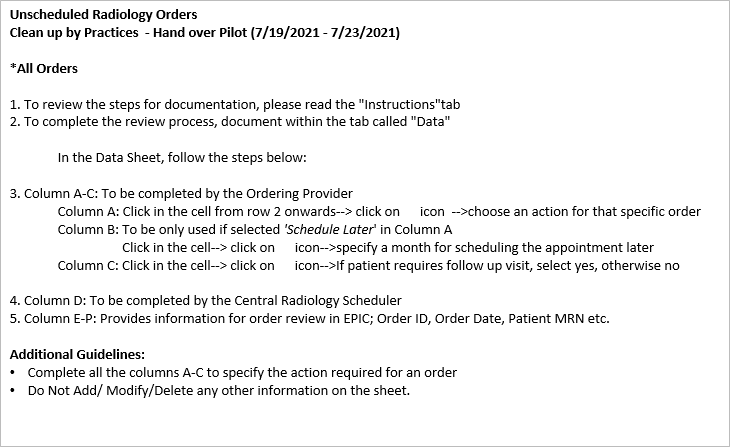 Unscheduled Radiology Orders
Clean up by Practices - Hand over Pilot (7/19/2021 - 7/23/2021)
*All Orders
1. To review the steps for documentation, please read the "Instructions"tab
2. To complete the review process, document within the tab called "Data"
In the Data Sheet, follow the steps below:
3. Column A-C: To be completed by the Ordering Provider
Column A: Click in the cell from row 2 onwards--> click on icon -->choose an action for that specific order
Column B: To be only used if selected 'Schedule Later' in Column A
Click in the cell--> click on icon-->specify a month for scheduling the appointment later
Column C: Click in the cell--> click on icon-->If patient requires follow up visit, select yes, otherwise no
4. Column D: To be completed by the Central Radiology Scheduler
5. Column E-P: Provides information for order review in EPIC; Order ID, Order Date, Patient MRN etc.
Additional Guidelines:
• Complete all the columns A-C to specify the action required for an order
• Do Not Add/ Modify/Delete any other information on the sheet.